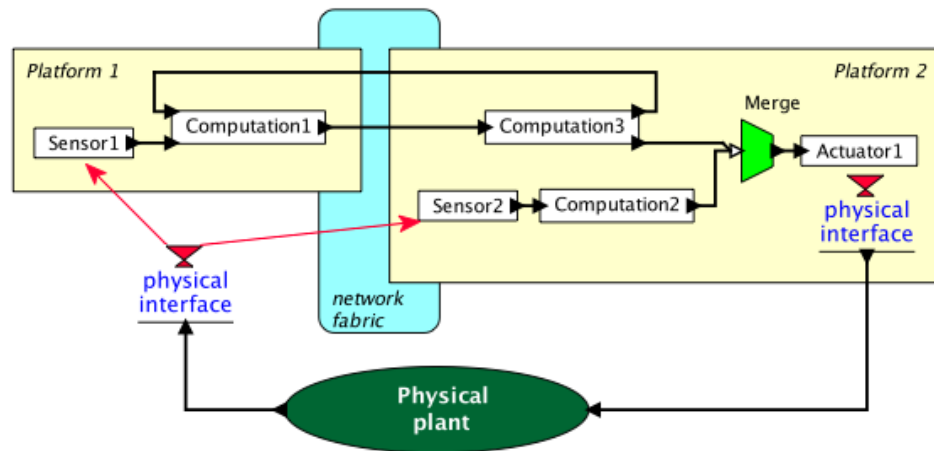 Platform 1
Platform 2
Merge
Computation1
Computation3
Sensor1
Actuator1
Sensor2
Computation2
physical
interface
physical
interface
network
fabric
Physical
plant